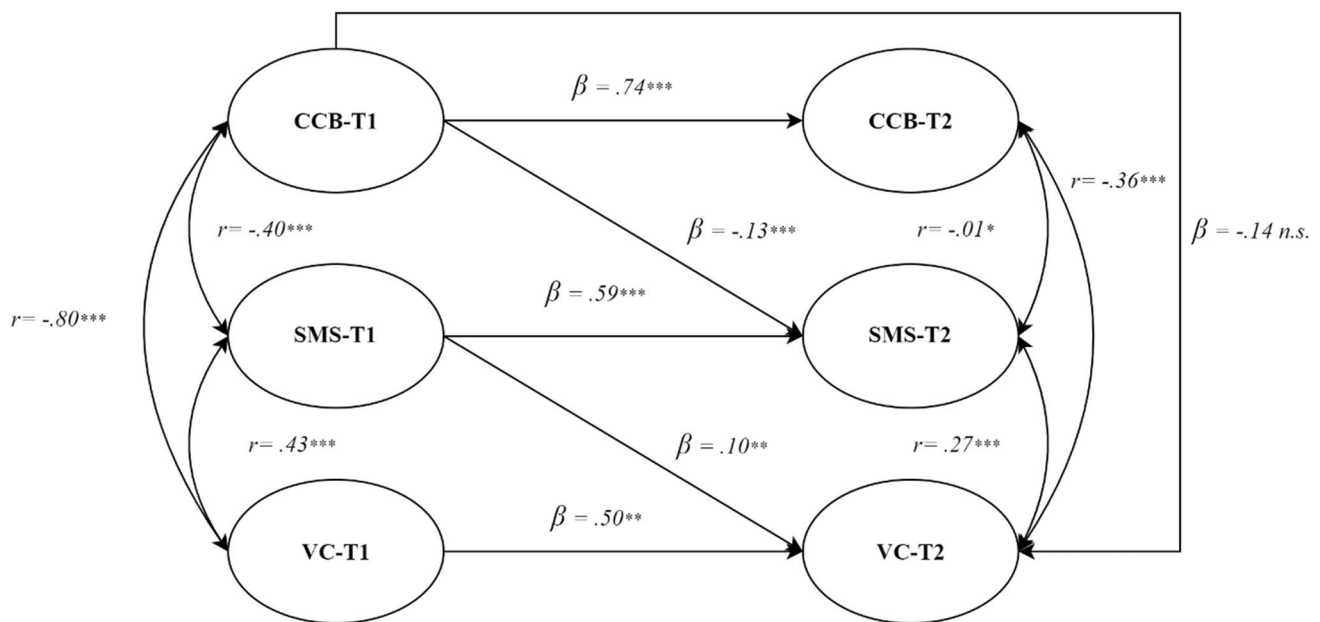 β = .74***
CCB-T1
CCB-T2
r= -.36***
r= -.40***
β = -.13***
r= -.01*
β = -.14 n.s.
β = .59***
r= -.80***
SMS-T1
SMS-T2
r= .43***
β = .10**
r= .27***
β = .50**
VC-T1
VC-T2